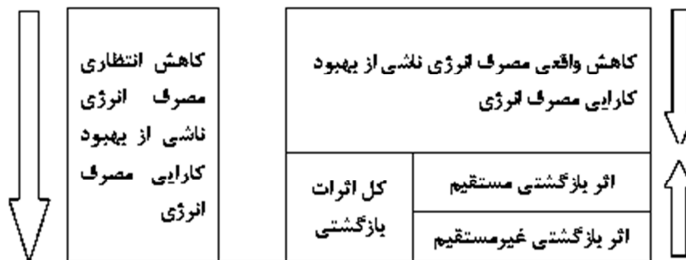 کاهش واقعی مصرف انرژی ناشی از بهبود
کارایی مصرف انرژی
کل اثرات
بازگشتی
اثر بازگشتی مستقیم
اثر بازگشتی غیرمستقیم
کاهش انتظاری
مصرف انرژی
ناشی از بهبود
کارایی مصرف
انرژی